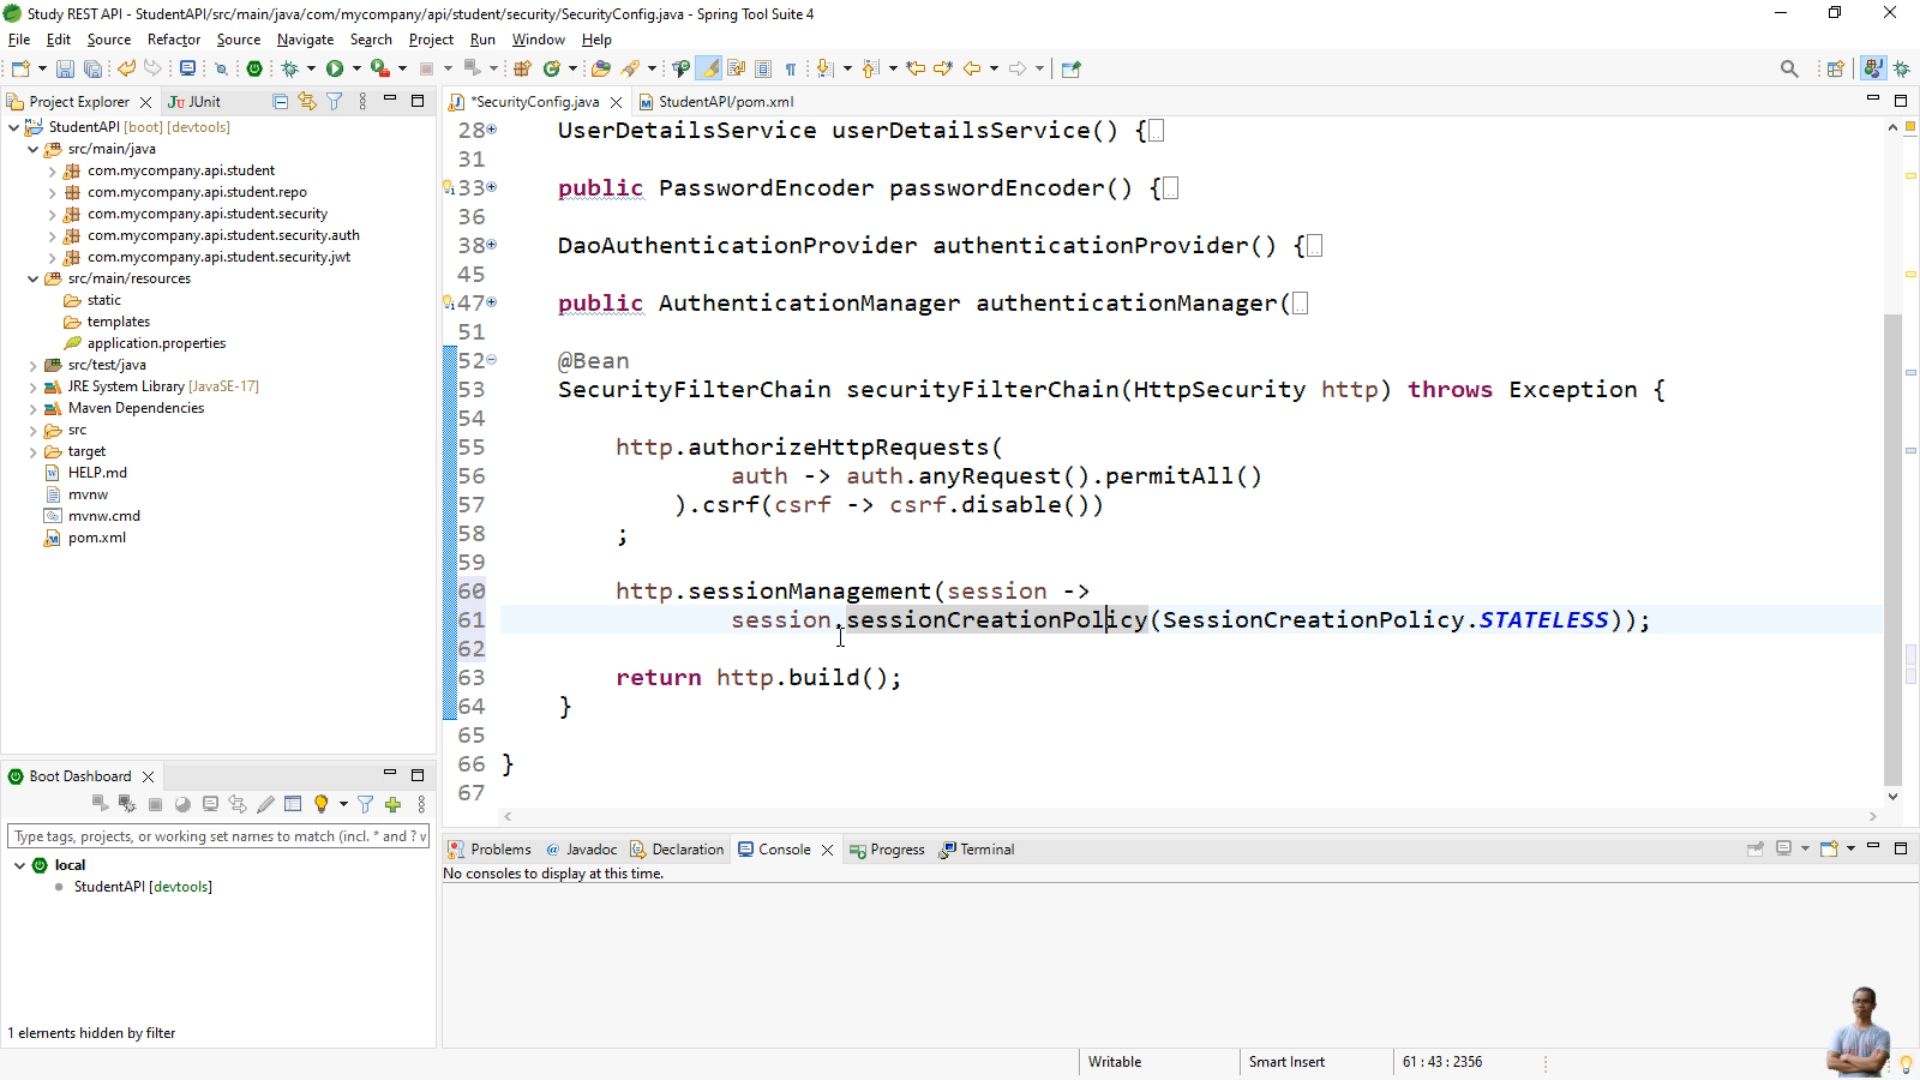 Study REST API - StudentAPI/src/main/java/com/mycompany/api/student/security/SecurityConfig.java - Spring Tool Suite 4
File Edit Source Refactor Source Navigate Search Project Run Window Help
Project Explorer
JUnit
StudentAPI [boot] [devtools]
src/main/java
com.mycompany.api.student
com.mycompany.api.student.repo
com.mycompany.api.student.security
com.mycompany.api.student.security.auth
com.mycompany.api.student.security.jwt
src/main/resources
static
templates
application.properties
src/test/java
JRE System Library [JavaSE-17]
Maven Dependencies
src
target
HELP.md
mvnw
mvnw.cmd
pom.xml
*SecurityConfig.java
StudentAPI/pom.xml
28 UserDetailsService userDetailsService() {
31
33 public PasswordEncoder passwordEncoder() {
36
38 DaoAuthenticationProvider authenticationProvider() {
45
47 public AuthenticationManager authenticationManager(
51
52 @Bean
53 SecurityFilterChain securityFilterChain(HttpSecurity http) throws Exception {
54
55 http.authorizeHttpRequests(
56 auth -> auth.anyRequest().permitAll()
57 ).csrf(csrf -> csrf.disable())
58 ;
59
60 http.sessionManagement(session ->
61 session.sessionCreationPolicy(SessionCreationPolicy.STATELESS));
62
63 return http.build();
64 }
65
66 }
67
Boot Dashboard
Type tags, projects, or working set names to match (incl. * and ? v
local
StudentAPI [devtools]
1 elements hidden by filter
Problems @ Javadoc Declaration Console Progress Terminal
No consoles to display at this time.
Writable
Smart Insert
61 : 43 : 2356